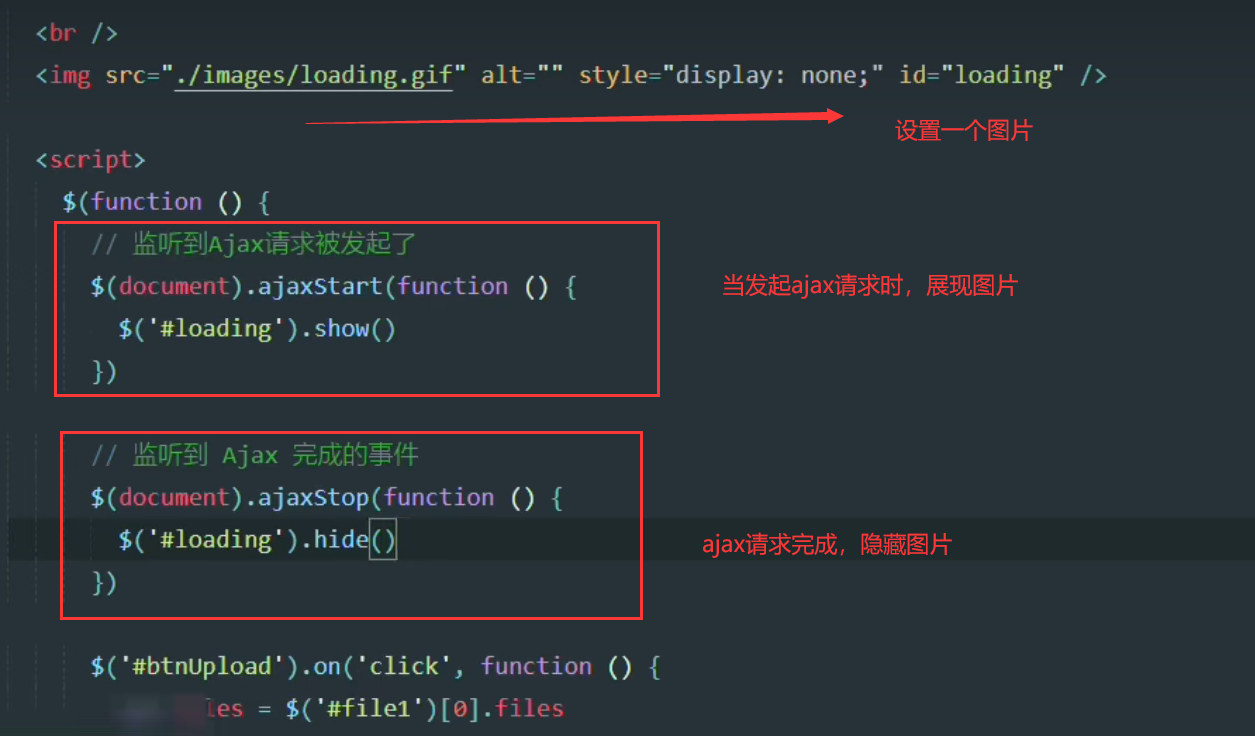 <br />
<img src="./images/loading.gif" alt="" style="display: none;" id="loading" />
设置一个图片
<script>
$(function () {
// 监听到Ajax请求被发起了
$(document).ajaxStart(function () {
当发起ajax请求时，展现图片
$('#loading').show()
})
// 监听到 Ajax 完成的事件
$(document).ajaxStop(function () {
$('#loading').hide()
ajax请求完成，隐藏图片
})
$('#btnUpload').on('click', function () {
les = $('#file1')[0].files